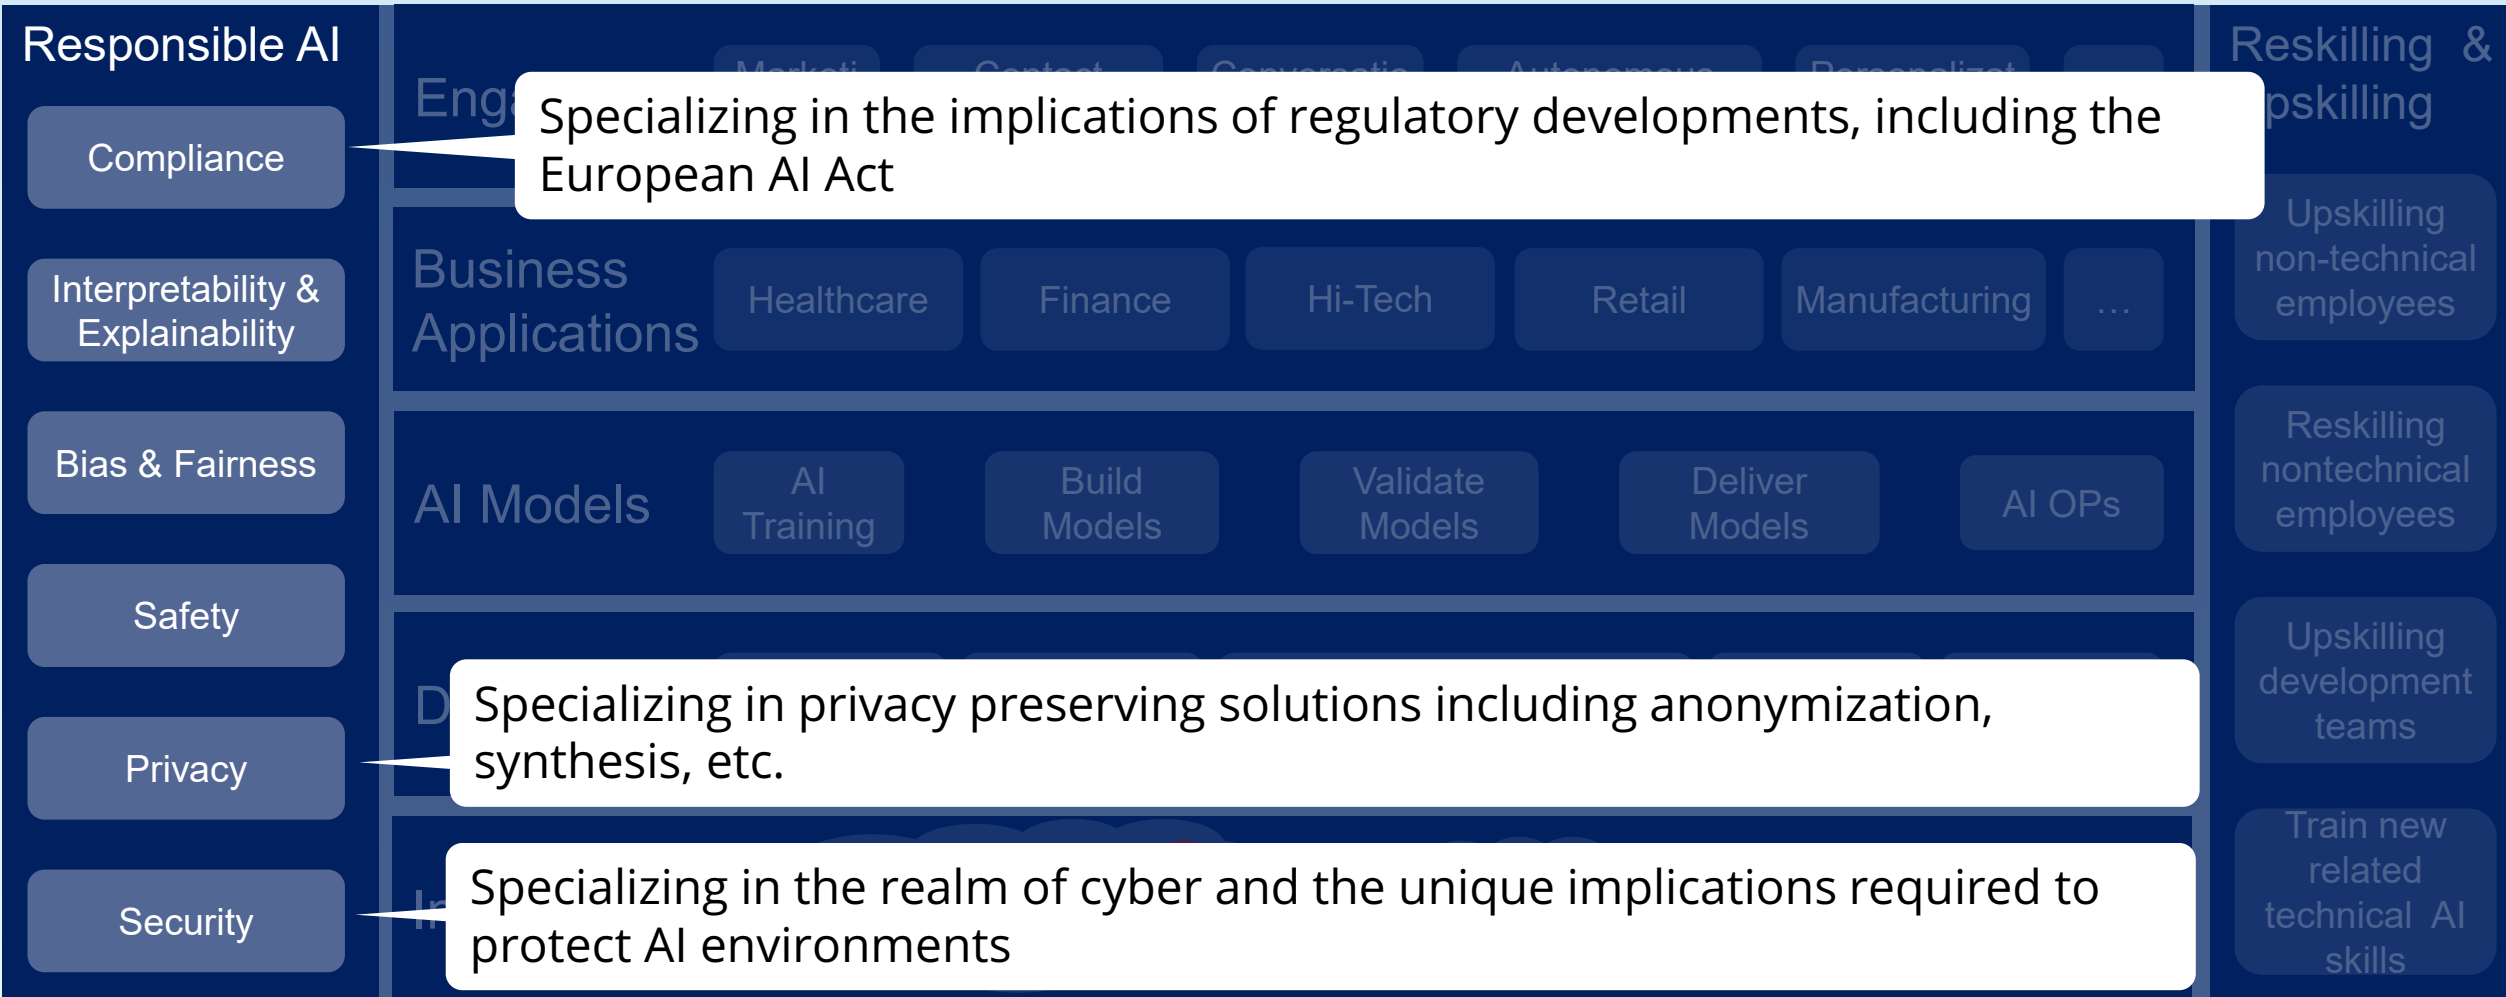 Responsible AI
Compliance
Interpretability &
Explainability
Bias & Fairness
Safety
Privacy
Security
Specializing in the implications of regulatory developments, including the
European AI Act
Business
Applications
Healthcare
Finance
Hi-Tech
Retail
Manufacturing
...
AI Models
AI
Training
Build
Models
Validate
Models
Deliver
Models
AI OPs
Specializing in privacy preserving solutions including anonymization,
synthesis, etc.
Specializing in the realm of cyber and the unique implications required to
protect AI environments
Reskilling &
Upskilling
non-technical
employees
Reskilling
nontechnical
employees
Upskilling
development
teams
Train new
related
technical AI
skills